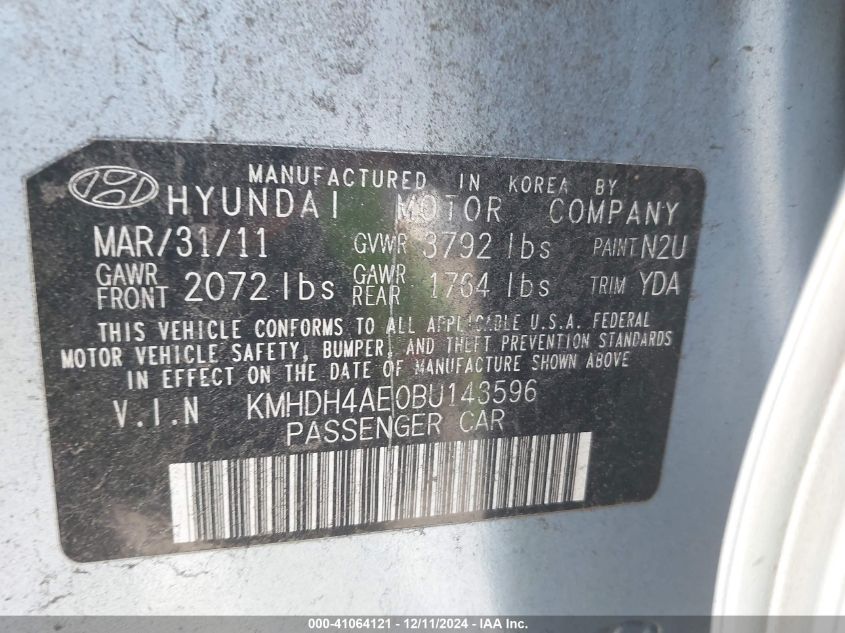 MANUFACTURED IN KOREA BY
HYUNDAI MOTOR COMPANY
MAR/31/11 GVWR 3792 lbs PAINT N2U
GAWR FRONT 2072 lbs GAWR REAR 1764 lbs TRIM YDA
THIS VEHICLE CONFORMS TO ALL APPLICABLE U.S.A. FEDERAL
MOTOR VEHICLE SAFETY, BUMPER, AND THEFT PREVENTION STANDARDS
IN EFFECT ON THE DATE OF MANUFACTURE SHOWN ABOVE
V.I.N KMHDH4AE0BU143596
PASSENGER CAR
000-41064121 - 12/11/2024 - IAA Inc.